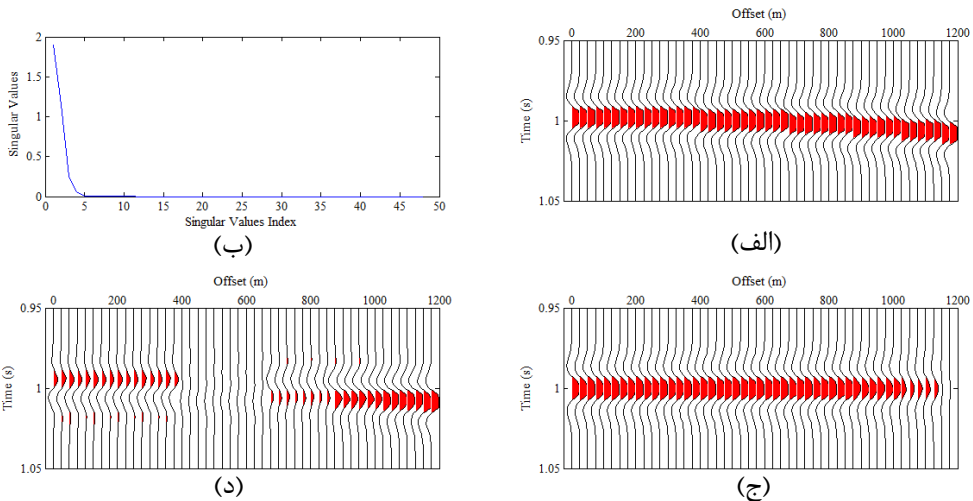 Offset (m)
0 200 400 600 800 1000 1200
0.95
1
1.05
Time (s)
(الف)
2
1.5
1
0.5
0
Singular Values
0 5 10 15 20 25 30 35 40 45 50
Singular Values Index
(ب)
Offset (m)
0 200 400 600 800 1000 1200
0.95
1
1.05
Time (s)
(ج)
Offset (m)
0 200 400 600 800 1000 1200
0.95
1
1.05
Time (s)
(د)